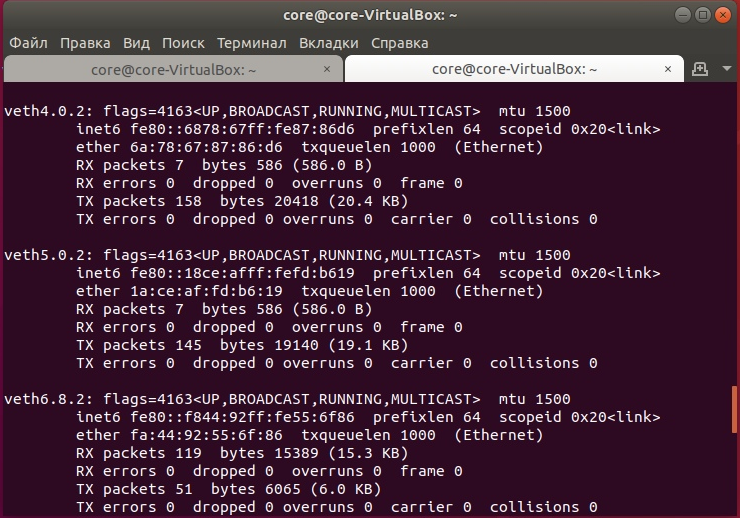 core@core-VirtualBox: ~
Файл Правка Вид Поиск Терминал Вкладки Справка
core@core-VirtualBox: ~ × core@core-VirtualBox: ~ ×
veth4.0.2: flags=4163<UP,BROADCAST,RUNNING,MULTICAST>  mtu 1500
        inet6 fe80::6878:67ff:fe87:86d6  prefixlen 64  scopeid 0x20<link>
        ether 6a:78:67:87:86:d6  txqueuelen 1000  (Ethernet)
        RX packets 7  bytes 586 (586.0 B)
        RX errors 0  dropped 0  overruns 0  frame 0
        TX packets 158  bytes 20418 (20.4 KB)
        TX errors 0  dropped 0 overruns 0  carrier 0  collisions 0
veth5.0.2: flags=4163<UP,BROADCAST,RUNNING,MULTICAST>  mtu 1500
        inet6 fe80::18ce:afff:fefd:b619  prefixlen 64  scopeid 0x20<link>
        ether 1a:ce:af:fd:b6:19  txqueuelen 1000  (Ethernet)
        RX packets 7  bytes 586 (586.0 B)
        RX errors 0  dropped 0  overruns 0  frame 0
        TX packets 145  bytes 19140 (19.1 KB)
        TX errors 0  dropped 0 overruns 0  carrier 0  collisions 0
veth6.8.2: flags=4163<UP,BROADCAST,RUNNING,MULTICAST>  mtu 1500
        inet6 fe80::f844:92ff:fe55:6f86  prefixlen 64  scopeid 0x20<link>
        ether fa:44:92:55:6f:86  txqueuelen 1000  (Ethernet)
        RX packets 119  bytes 15389 (15.3 KB)
        RX errors 0  dropped 0  overruns 0  frame 0
        TX packets 51  bytes 6065 (6.0 KB)
        TX errors 0  dropped 0 overruns 0  carrier 0  collisions 0